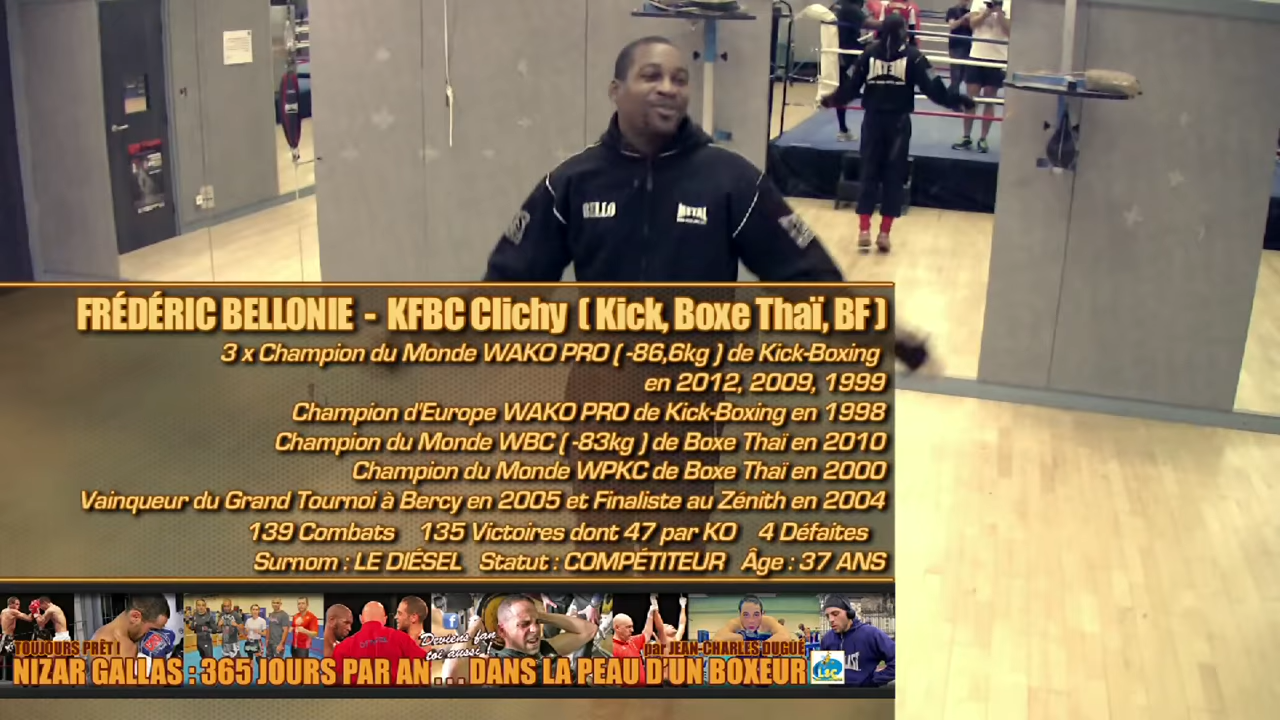 BELLO
METAL
FRÉDÉRIC BELLONIE - KFBC Clichy ( Kick, Boxe Thaï, BF )
3 x Champion du Monde WAKO PRO ( -86,6kg ) de Kick-Boxing
en 2012, 2009, 1999
Champion d'Europe WAKO PRO de Kick-Boxing en 1998
Champion du Monde WBC ( -83kg ) de Boxe Thaï en 2010
Champion du Monde WPKC de Boxe Thaï en 2000
Vainqueur du Grand Tournoi à Bercy en 2005 et Finaliste au Zénith en 2004
139 Combats 135 Victoires dont 47 par KO 4 Défaites
Surnom : LE DIÉSEL Statut : COMPÉTITEUR Âge : 37 ANS
Deviens fan
toi aussi !
TOUJOURS PRÊT !
par JEAN-CHARLES DUGUÉ
NIZAR GALLAS : 365 JOURS PAR AN . . . DANS LA PEAU D'UN BOXEUR